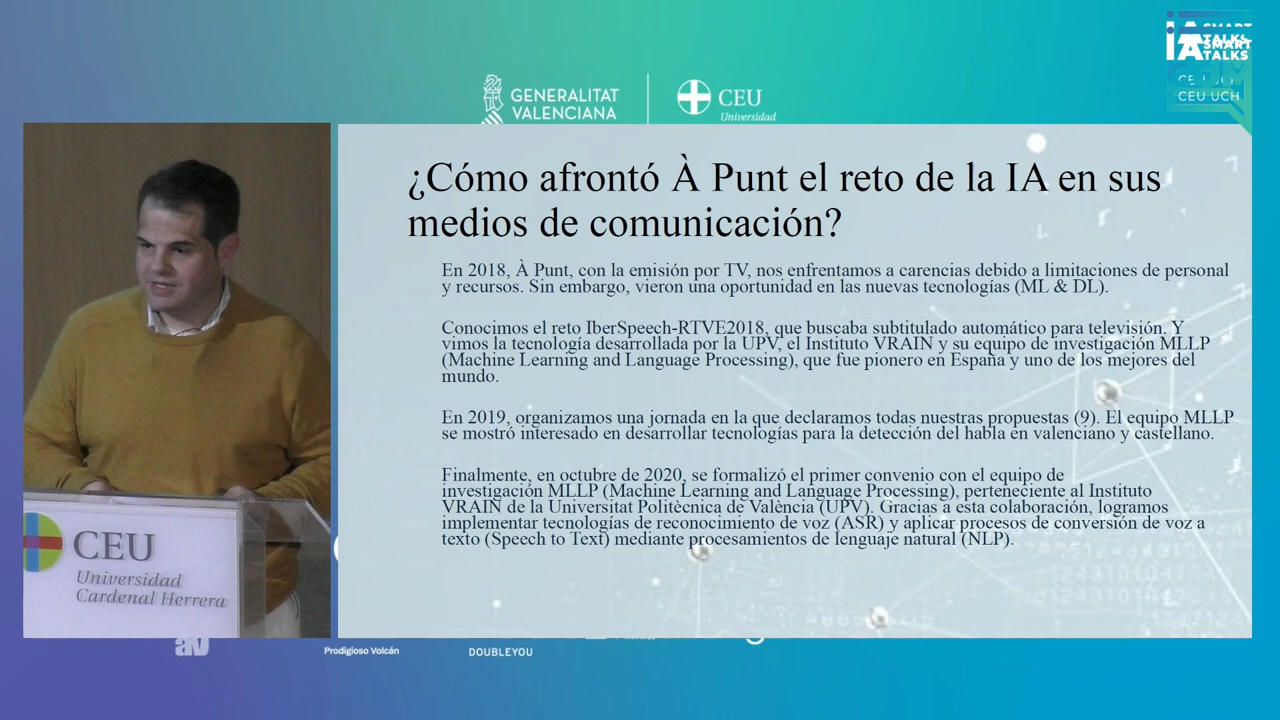 IA SMART
TALKS
SMART
TALKS
CEU UCH
CEU UCH
GENERALITAT
VALENCIANA
CEU
Universidad
¿Cómo afrontó À Punt el reto de la IA en sus
medios de comunicación?
En 2018, À Punt, con la emisión por TV, nos enfrentamos a carencias debido a limitaciones de personal
y recursos. Sin embargo, vieron una oportunidad en las nuevas tecnologías (ML & DL).
Conocimos el reto IberSpeech-RTVE2018, que buscaba subtitulado automático para televisión. Y
vimos la tecnología desarrollada por la UPV, el Instituto VRAIN y su equipo de investigación MLLP
(Machine Learning and Language Processing), que fue pionero en España y uno de los mejores del
mundo.
En 2019, organizamos una jornada en la que declaramos todas nuestras propuestas (9). El equipo MLLP
se mostró interesado en desarrollar tecnologías para la detección del habla en valenciano y castellano.
Finalmente, en octubre de 2020, se formalizó el primer convenio con el equipo de
investigación MLLP (Machine Learning and Language Processing), perteneciente al Instituto
VRAIN de la Universitat Politècnica de València (UPV). Gracias a esta colaboración, logramos
implementar tecnologías de reconocimiento de voz (ASR) y aplicar procesos de conversión de voz a
texto (Speech to Text) mediante procesamientos de lenguaje natural (NLP).
CEU
Universidad
Cardenal Herrera
av
Prodigioso Volcán
DOUBLEYOU